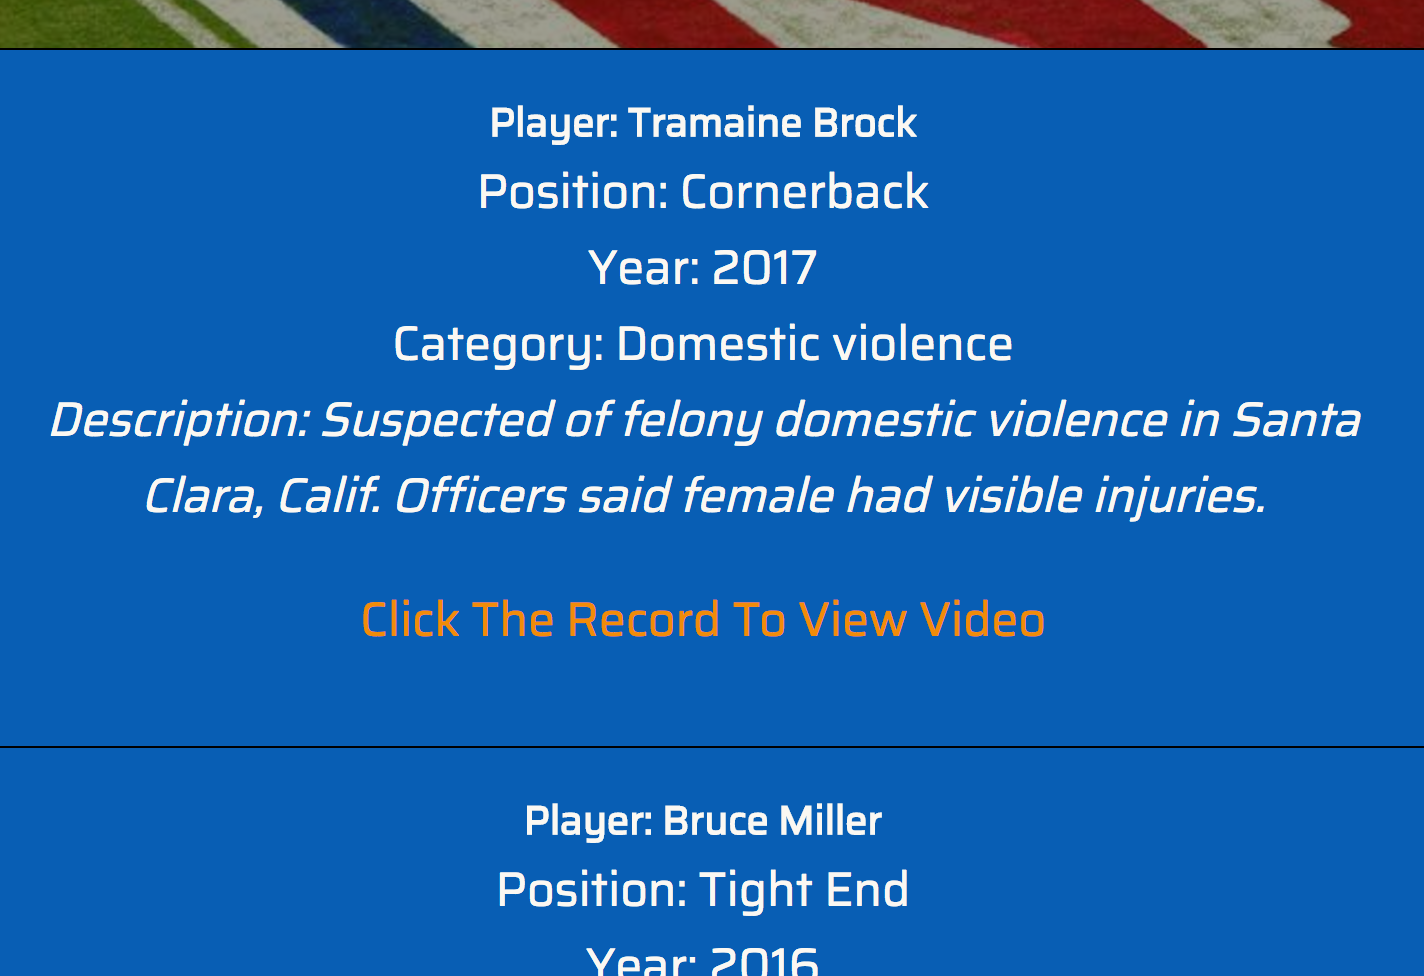 Player: Tramaine Brock
Position: Cornerback
Year: 2017
Category: Domestic violence
Description: Suspected of felony domestic violence in Santa
Clara, Calif. Officers said female had visible injuries.
Click The Record To View Video
Player: Bruce Miller
Position: Tight End
Year: 2016